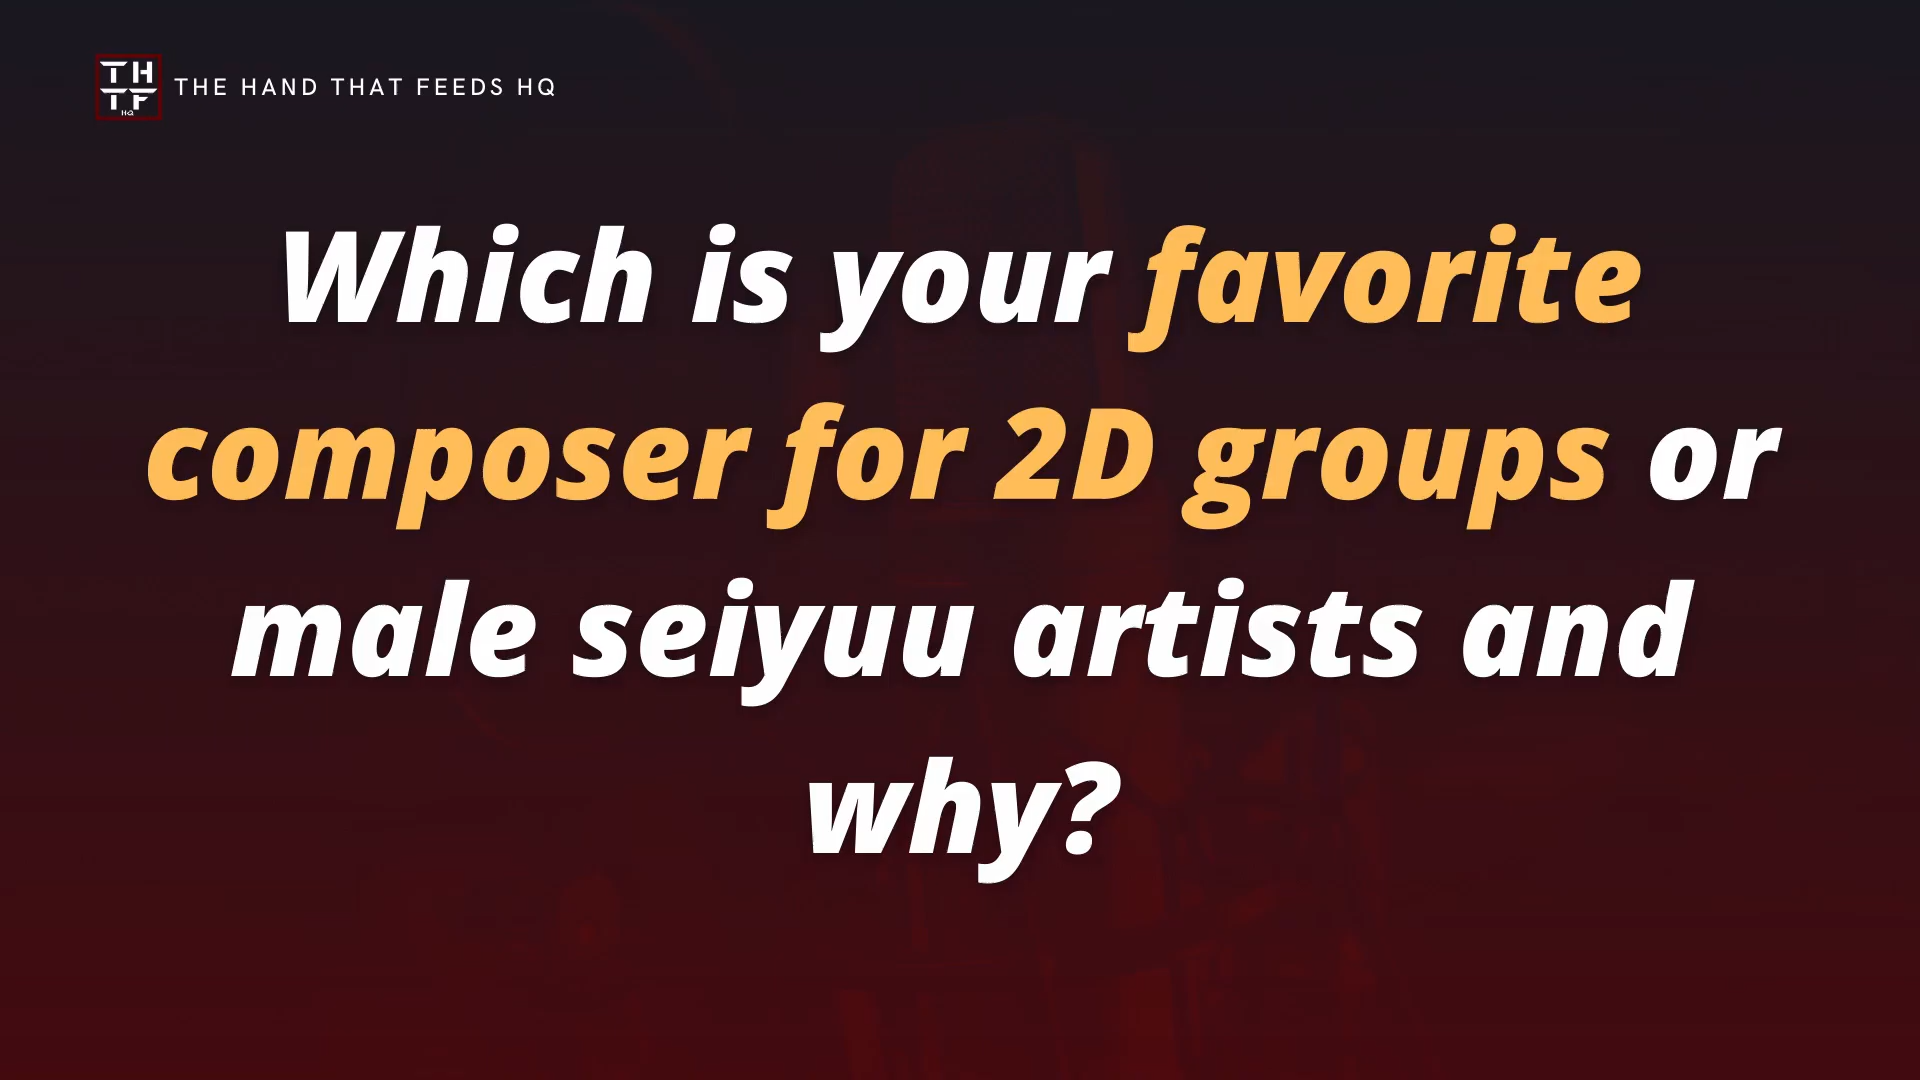 TH
TF
HQ
THE HAND THAT FEEDS HQ
Which is your favorite
composer for 2D groups or
male seiyuu artists and
why?